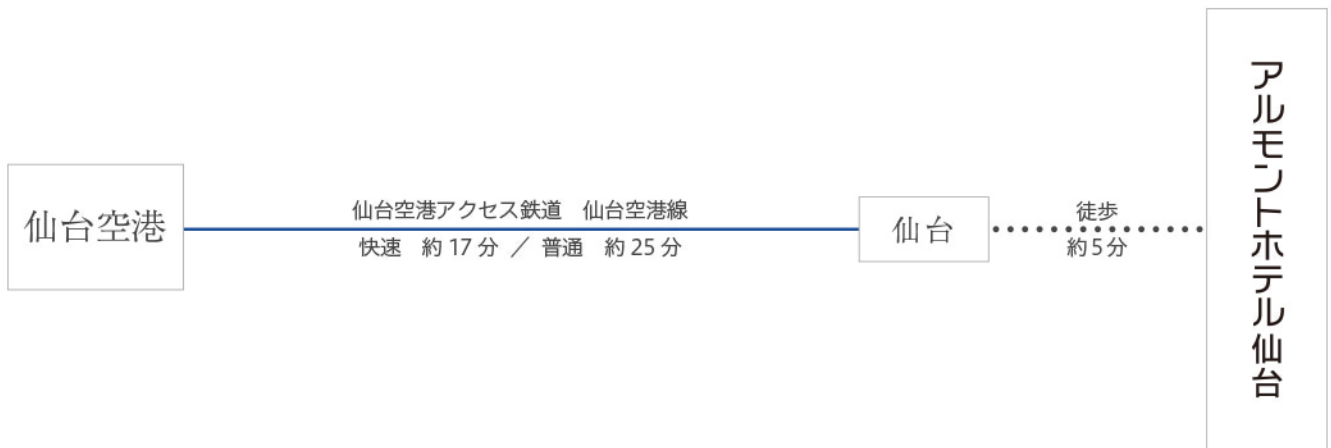 仙台空港
仙台空港アクセス鉄道　仙台空港線
快速　約 17 分 ／ 普通　約 25 分
仙台
徒歩
約 5 分
アルモントホテル仙台